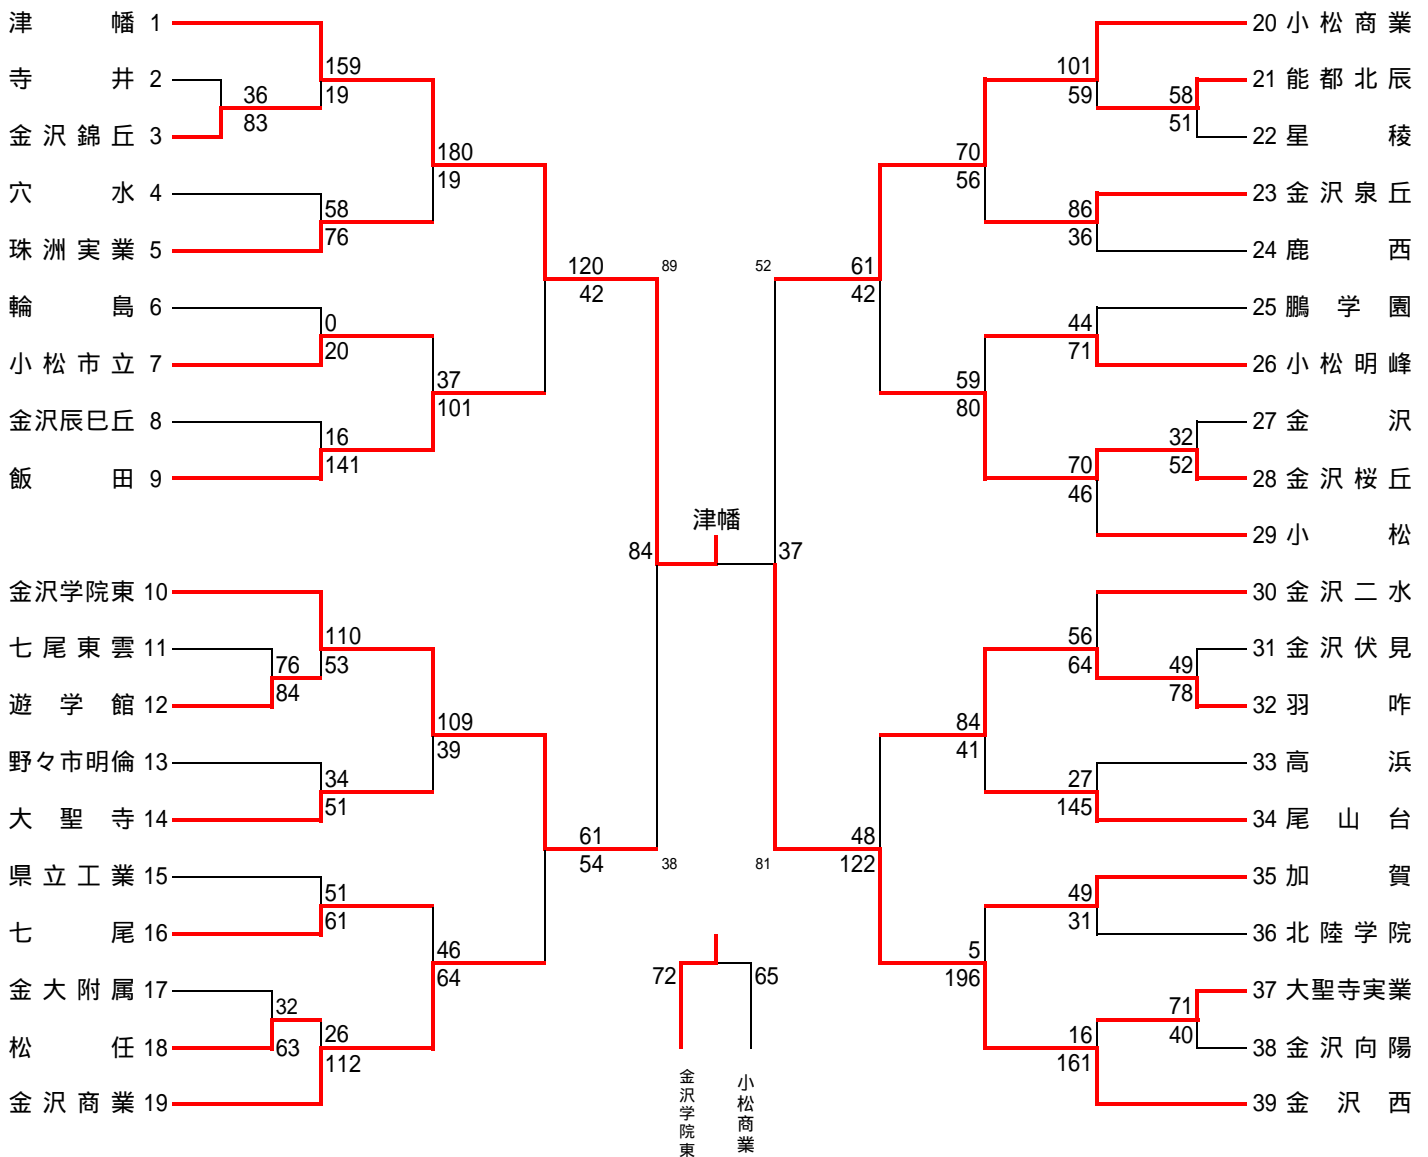 津幡 1
寺井 2
金沢錦丘 3
穴水 4
珠洲実業 5
輪島 6
小松市立 7
金沢辰巳丘 8
飯田 9
金沢学院東 10
七尾東雲 11
遊学館 12
野々市明倫 13
大聖寺 14
県立工業 15
七尾 16
金大附属 17
松任 18
金沢商業 19
36
83
159
19
58
76
0
20
16
141
180
19
37
101
120
42
89
76
84
110
53
34
51
51
61
32
63
26
112
109
39
46
64
61
54
38
84
津幡
37
72
65
金沢学院東
小松商業
52
81
61
42
48
122
70
56
59
80
84
41
5
196
101
59
86
36
44
71
70
46
56
64
27
145
49
31
16
161
58
51
32
52
49
78
71
40
20 小松商業
21 能都北辰
22 星稜
23 金沢泉丘
24 鹿西
25 鵬学園
26 小松明峰
27 金沢
28 金沢桜丘
29 小松
30 金沢二水
31 金沢伏見
32 羽咋
33 高浜
34 尾山台
35 加賀
36 北陸学院
37 大聖寺実業
38 金沢向陽
39 金沢西